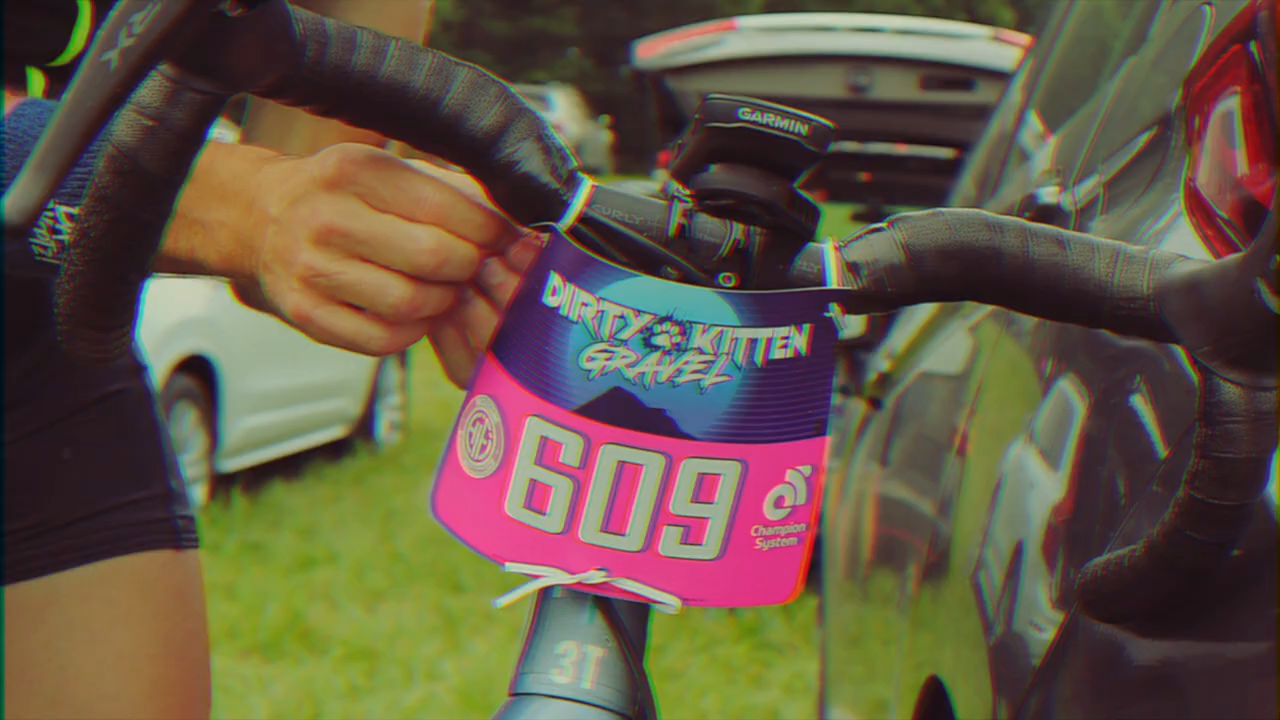 GARMIN
DIRTY KITTEN
GRAVEL
609
Champion
System
3T